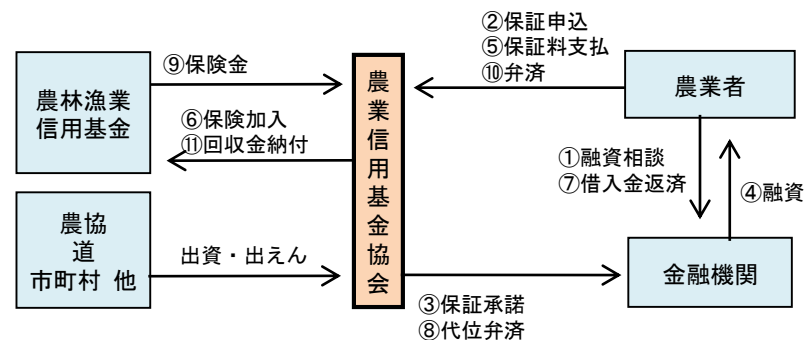 ②保証申込
⑤保証料支払
⑩弁済
⑨保険金
農林漁業
信用基金
⑥保険加入
⑪回収金納付
農業信用基金協会
農業者
①融資相談
⑦借入金返済
④融資
農協
道
市町村 他
出資・出えん
金融機関
③保証承諾
⑧代位弁済